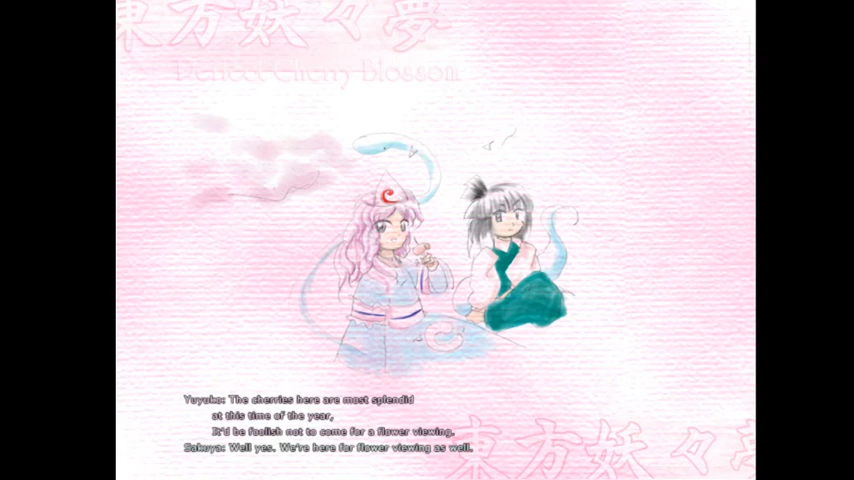 東方妖々夢
Perfect Cherry Blossom
Yuyuko: The cherries here are most splendid
at this time of the year,
It'd be foolish not to come for a flower viewing.
Sakuya: Well yes. We're here for flower viewing as well.
東方妖々夢